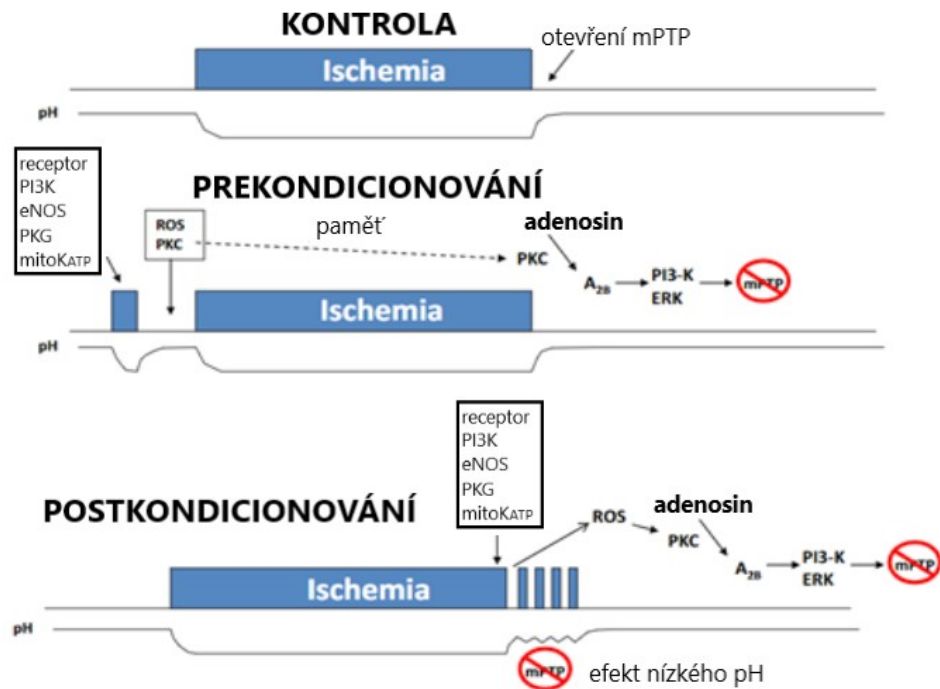 KONTROLA
otevření mPTP
Ischemia
pH
receptor
PI3K
eNOS
PKG
mitoKATP
PREKONDICIONOVÁNÍ
ROS
PKC
paměť
adenosin
PKC
A2B
PI3-K
ERK
mPTP
Ischemia
pH
receptor
PI3K
eNOS
PKG
mitoKATP
POSTKONDICIONOVÁNÍ
ROS
PKC
adenosin
A2B
PI3-K
ERK
mPTP
Ischemia
pH
mPTP
efekt nízkého pH